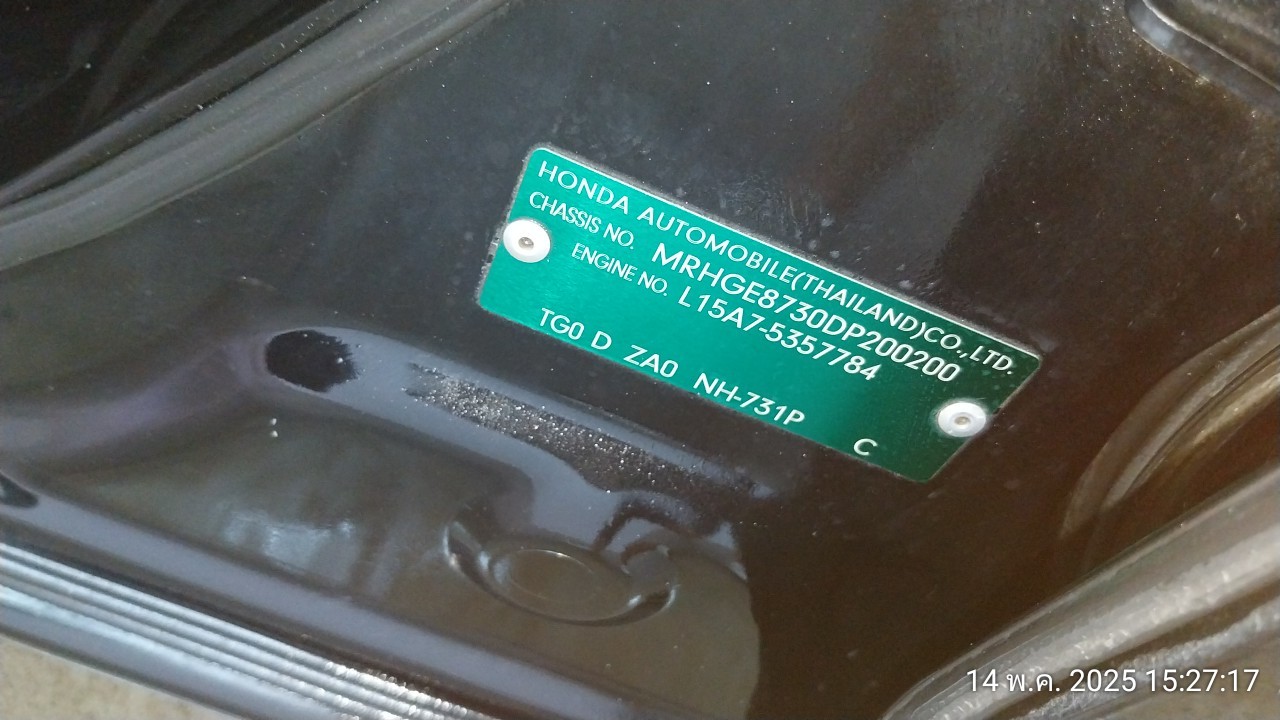 HONDA AUTOMOBILE(THAILAND)CO.,LTD.
CHASSIS NO. MRHGE8730DP200200
ENGINE NO. L15A7-5357784
TG0 D ZA0 NH-731P C
14 พ.ค. 2025 15:27:17